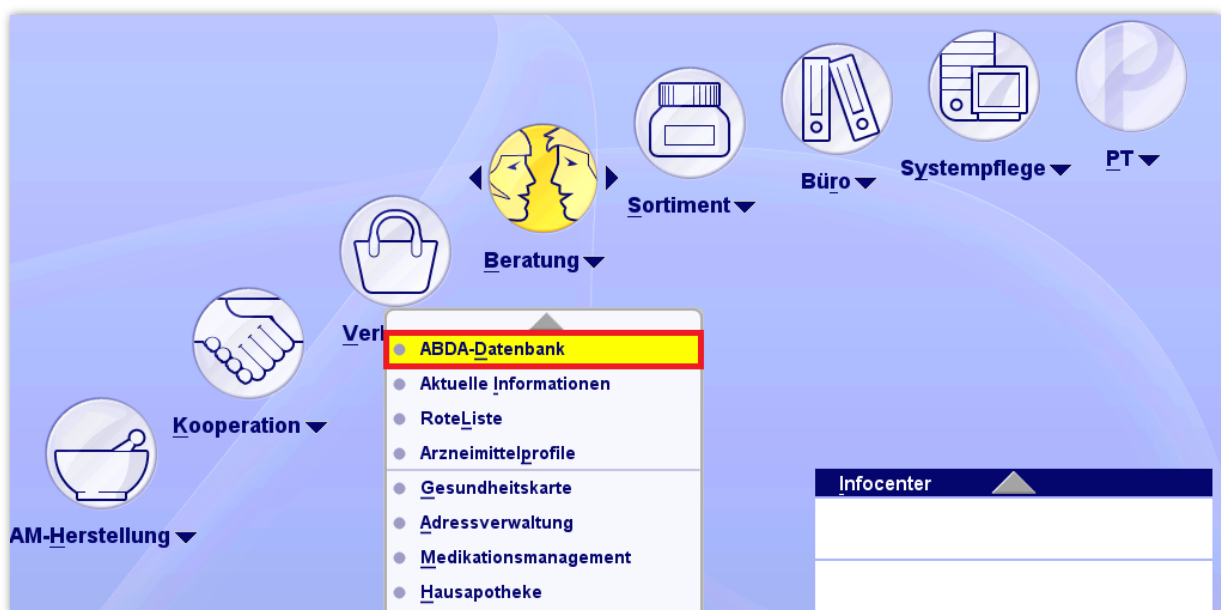 PT
Systempflege
Büro
Sortiment
Beratung
Ver
ABDA-Datenbank
Aktuelle Informationen
RoteListe
Kooperation
Arzneimittelprofile
Infocenter
Gesundheitskarte
AM-Herstellung
Adressverwaltung
Medikationsmanagement
Hausapotheke